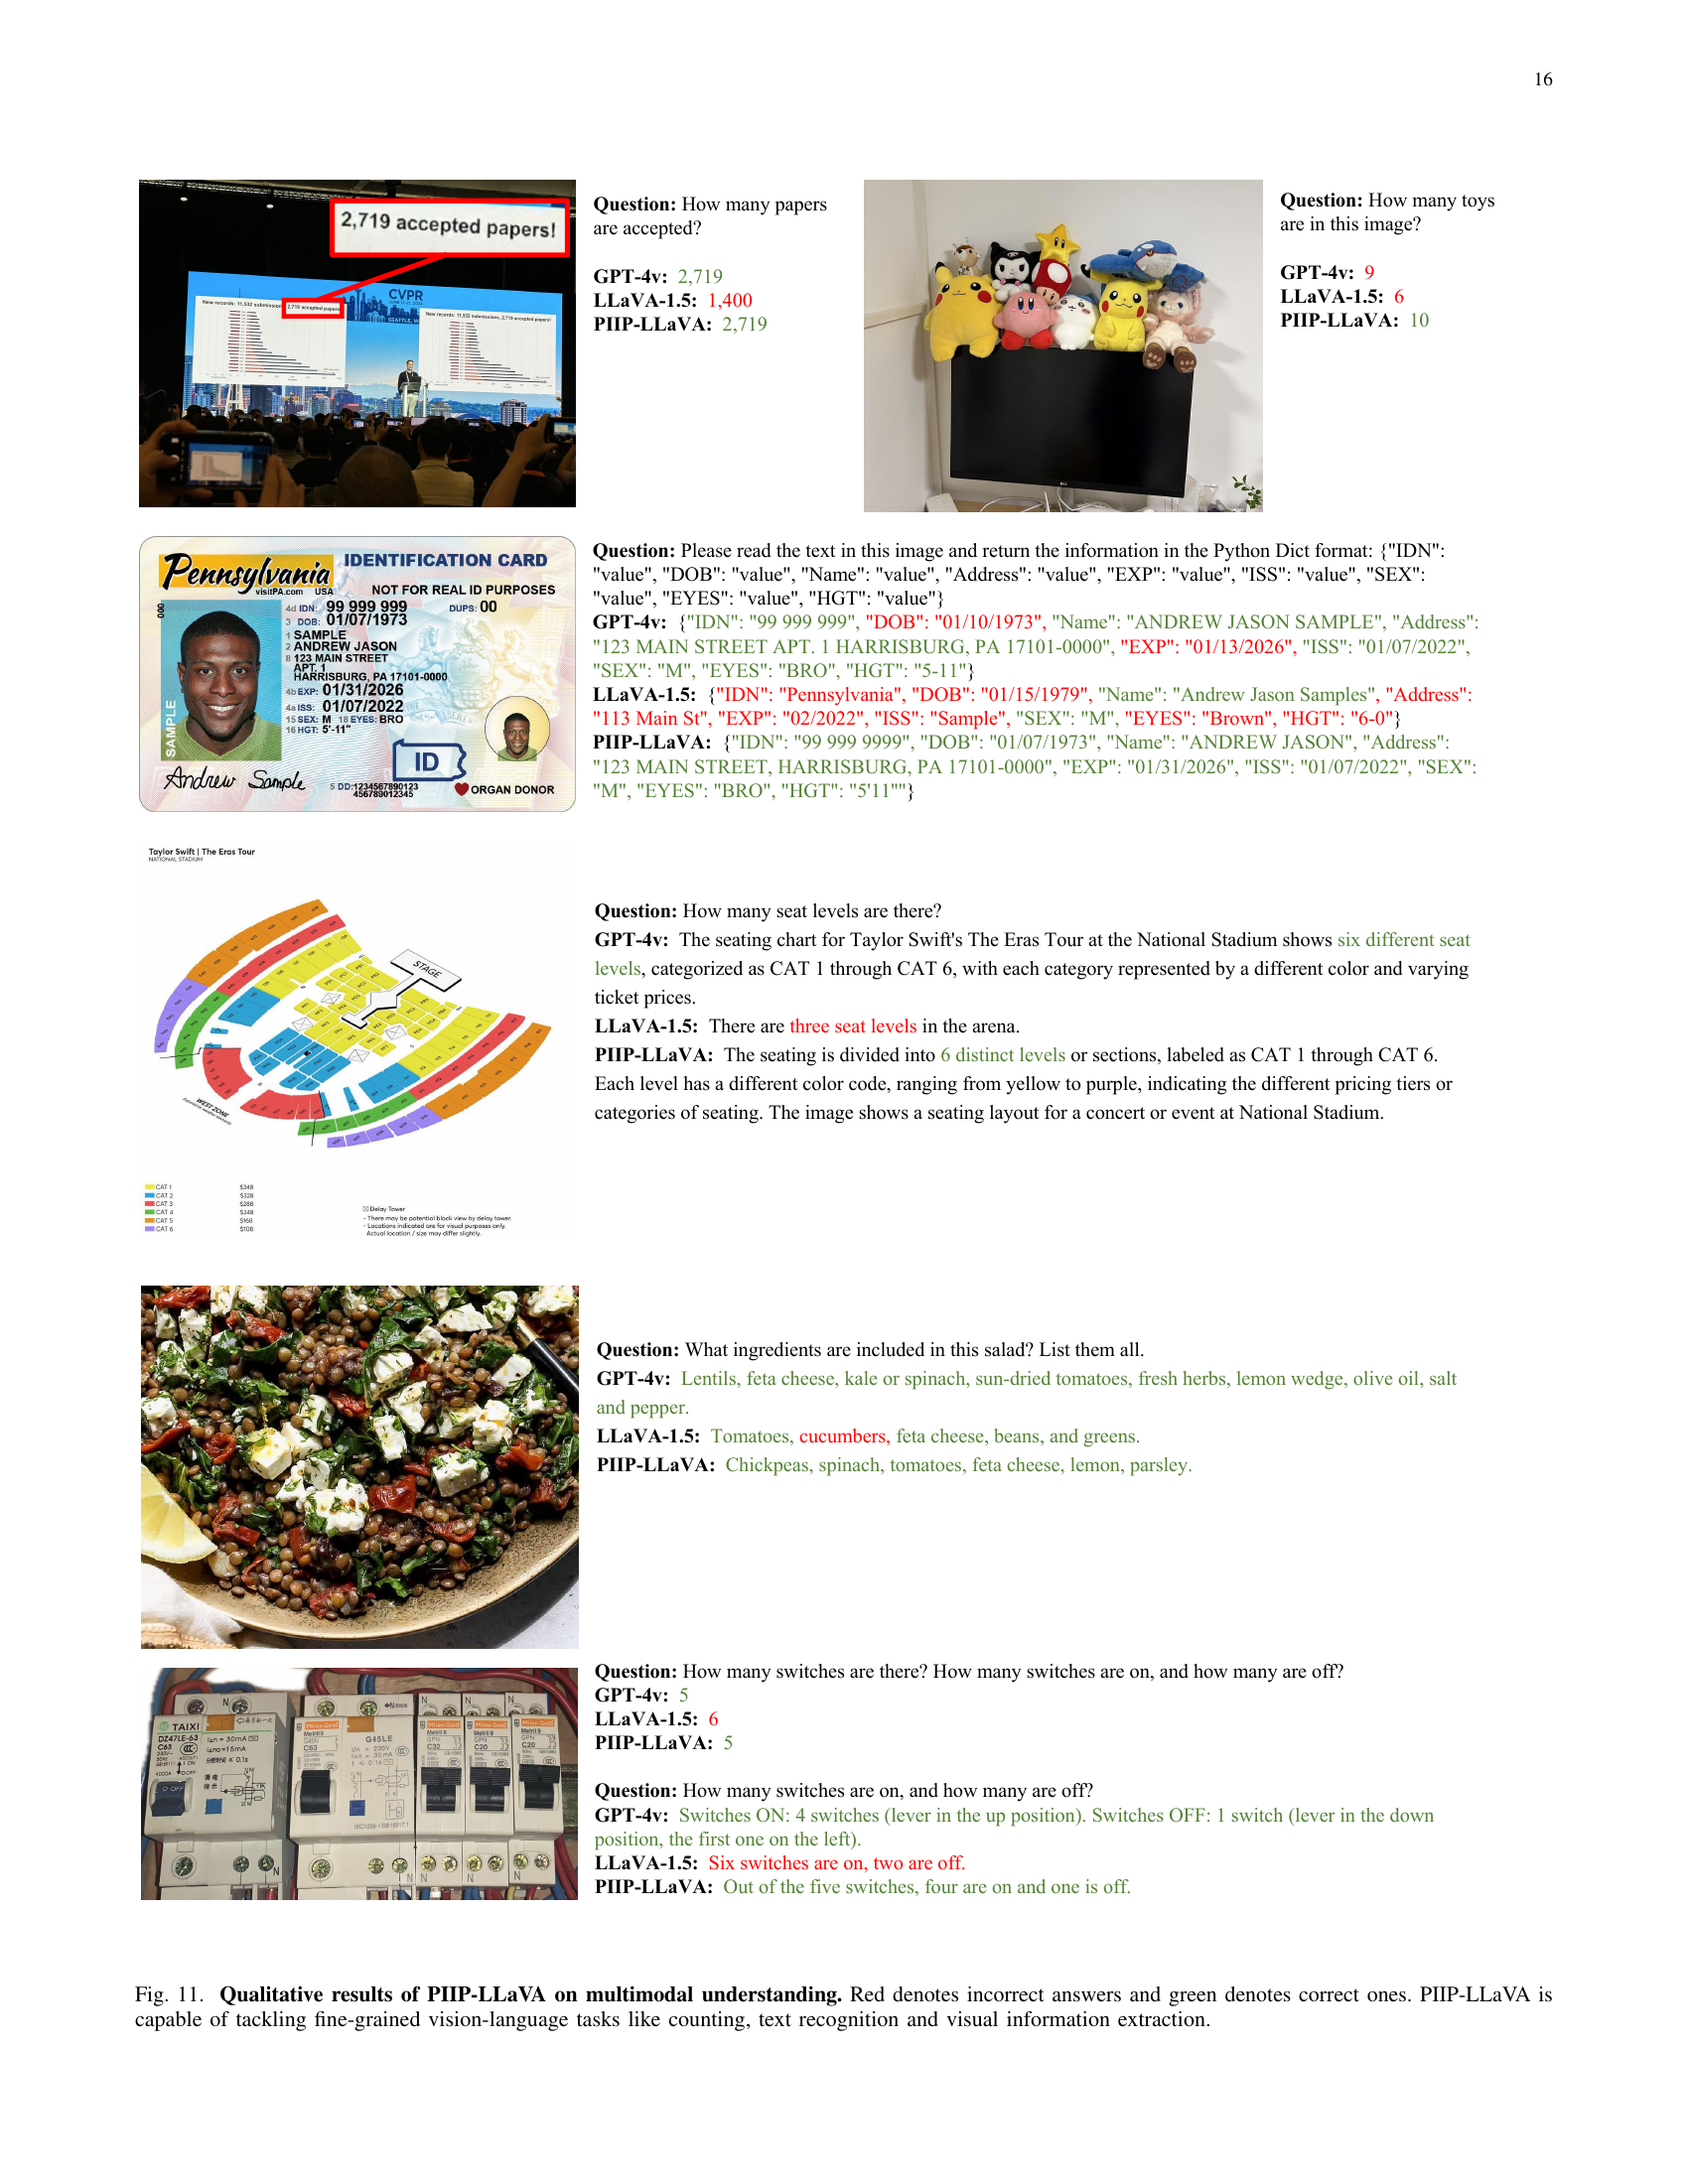 16
2,719 accepted papers!
New records: 11,532 submissions, 2,719 accepted papers!
CVPR
JUNE 17-21, 2024
SEATTLE, WA
New records: 11,532 submissions, 2,719 accepted papers!
Question: How many papers
are accepted?
GPT-4v: 2,719
LLaVA-1.5: 1,400
PIIP-LLaVA: 2,719
Question: How many toys
are in this image?
GPT-4v: 9
LLaVA-1.5: 6
PIIP-LLaVA: 10
Pennsylvania
visitPA.com USA
IDENTIFICATION CARD
NOT FOR REAL ID PURPOSES
000
4d IDN: 99 999 999 DUPS: 00
3 DOB: 01/07/1973
1 SAMPLE
2 ANDREW JASON
8 123 MAIN STREET
APT. 1
HARRISBURG, PA 17101-0000
4b EXP: 01/31/2026
4a ISS: 01/07/2022
15 SEX: M 18 EYES: BRO
16 HGT: 5'-11"
SAMPLE
ID
Andrew Sample
5 DD:1234567890123
456789012345
ORGAN DONOR
Question: Please read the text in this image and return the information in the Python Dict format: {"IDN":
"value", "DOB": "value", "Name": "value", "Address": "value", "EXP": "value", "ISS": "value", "SEX":
"value", "EYES": "value", "HGT": "value"}
GPT-4v: {"IDN": "99 999 999", "DOB": "01/10/1973", "Name": "ANDREW JASON SAMPLE", "Address":
"123 MAIN STREET APT. 1 HARRISBURG, PA 17101-0000", "EXP": "01/13/2026", "ISS": "01/07/2022",
"SEX": "M", "EYES": "BRO", "HGT": "5-11"}
LLaVA-1.5: {"IDN": "Pennsylvania", "DOB": "01/15/1979", "Name": "Andrew Jason Samples", "Address":
"113 Main St", "EXP": "02/2022", "ISS": "Sample", "SEX": "M", "EYES": "Brown", "HGT": "6-0"}
PIIP-LLaVA: {"IDN": "99 999 9999", "DOB": "01/07/1973", "Name": "ANDREW JASON", "Address":
"123 MAIN STREET, HARRISBURG, PA 17101-0000", "EXP": "01/31/2026", "ISS": "01/07/2022", "SEX":
"M", "EYES": "BRO", "HGT": "5'11""}
Taylor Swift | The Eras Tour
NATIONAL STADIUM
STAGE
WEST ZONE
CAT 1 $348
CAT 2 $328
CAT 3 $288
CAT 4 $248
CAT 5 $168
CAT 6 $108
Delay Tower
- There may be potential block view by delay tower.
- Locations indicated are for visual purposes only.
Actual location / size may differ slightly.
Question: How many seat levels are there?
GPT-4v: The seating chart for Taylor Swift's The Eras Tour at the National Stadium shows six different seat
levels, categorized as CAT 1 through CAT 6, with each category represented by a different color and varying
ticket prices.
LLaVA-1.5: There are three seat levels in the arena.
PIIP-LLaVA: The seating is divided into 6 distinct levels or sections, labeled as CAT 1 through CAT 6.
Each level has a different color code, ranging from yellow to purple, indicating the different pricing tiers or
categories of seating. The image shows a seating layout for a concert or event at National Stadium.
Question: What ingredients are included in this salad? List them all.
GPT-4v: Lentils, feta cheese, kale or spinach, sun-dried tomatoes, fresh herbs, lemon wedge, olive oil, salt
and pepper.
LLaVA-1.5: Tomatoes, cucumbers, feta cheese, beans, and greens.
PIIP-LLaVA: Chickpeas, spinach, tomatoes, feta cheese, lemon, parsley.
TAIXI
DZ47LE-63
C63
G45LE
C63
C32
C20
C20
Question: How many switches are there? How many switches are on, and how many are off?
GPT-4v: 5
LLaVA-1.5: 6
PIIP-LLaVA: 5
Question: How many switches are on, and how many are off?
GPT-4v: Switches ON: 4 switches (lever in the up position). Switches OFF: 1 switch (lever in the down
position, the first one on the left).
LLaVA-1.5: Six switches are on, two are off.
PIIP-LLaVA: Out of the five switches, four are on and one is off.
Fig. 11. Qualitative results of PIIP-LLaVA on multimodal understanding. Red denotes incorrect answers and green denotes correct ones. PIIP-LLaVA is
capable of tackling fine-grained vision-language tasks like counting, text recognition and visual information extraction.